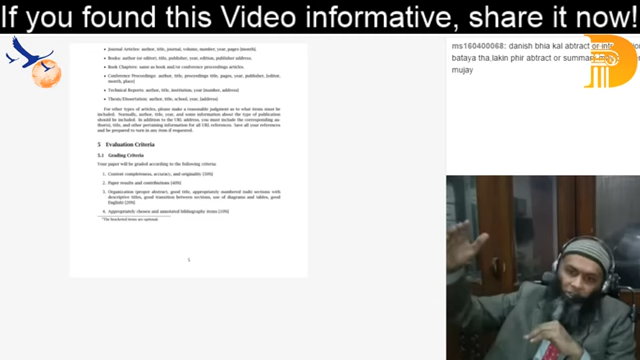 If you found this Video informative, share it now!
• Journal Articles: author, title, journal, volume, number, year, pages [month]
• Books: author (or editor), title, publisher, year, edition, publisher address.
• Book Chapters: same as book and/or conference proceedings articles.
• Conference Proceedings: author, title, proceedings title, pages, year, publisher, [editor,
month, place]
• Technical Reports: author, title, institution, year [number, address]
• Thesis/Dissertation: author, title, school, year, [address]
For other types of articles, please make a reasonable judgment as to what items must be
included. Normally, author, title, year, and some information about the type of publication
should be included. In addition to the URL address, you must include the corresponding au-
thor(s), title, and other pertaining information for all URL references. Save all your references
and be prepared to turn in any item if requested.
5 Evaluation Criteria
5.1 Grading Criteria
Your paper will be graded according to the following criteria:
1. Content completeness, accuracy, and originality
2. Paper results and contributions [40%]
3. Organization (proper abstract, good title, appropriately numbered (sub) sections with
descriptive titles, good transition between sections, use of diagrams and tables, good
English) [20%]
4. Appropriately chosen and annotated bibliography items [10%]
The bracketed items are optional
5
ms160400068: danish bhia kal abtract or
bataya tha,lakin phir abtract or summary
mujay